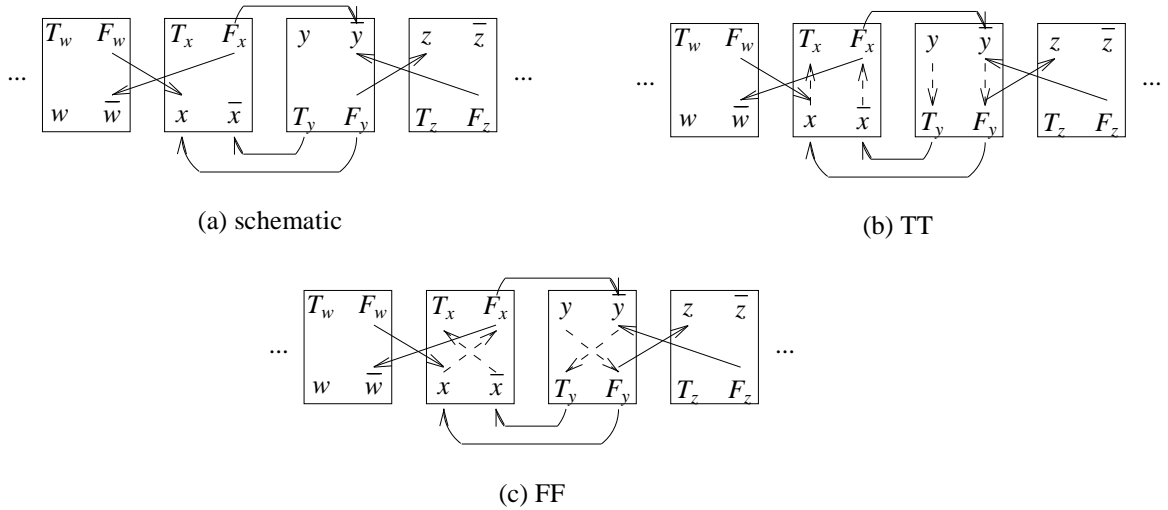 T_w F_w T_x F_x y ȳ z z̄
... ...
w w̄ x x̄ T_y F_y T_z F_z
(a) schematic
T_w F_w T_x F_x y ȳ z z̄
... ...
w w̄ x x̄ T_y F_y T_z F_z
(b) TT
T_w F_w T_x F_x y ȳ z z̄
... ...
w w̄ x x̄ T_y F_y T_z F_z
(c) FF